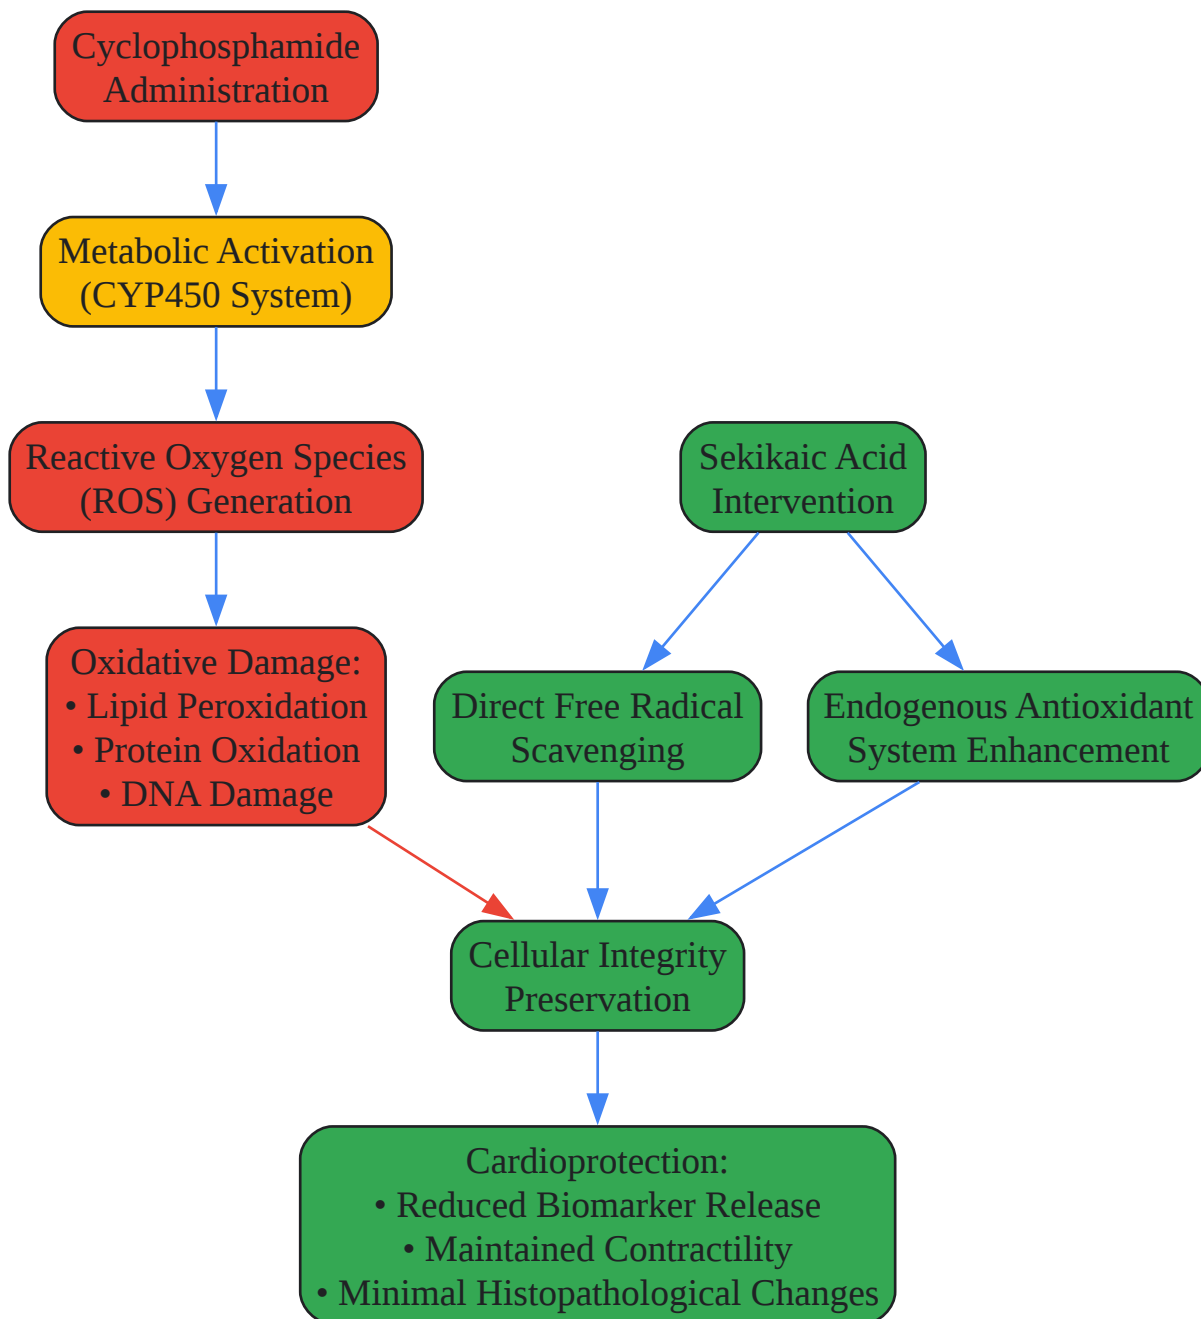 Cyclophosphamide
Administration
Metabolic Activation
(CYP450 System)
Reactive Oxygen Species
(ROS) Generation
Sekikaic Acid
Intervention
Oxidative Damage:
• Lipid Peroxidation
• Protein Oxidation
• DNA Damage
Direct Free Radical
Scavenging
Endogenous Antioxidant
System Enhancement
Cellular Integrity
Preservation
Cardioprotection:
• Reduced Biomarker Release
• Maintained Contractility
• Minimal Histopathological Changes